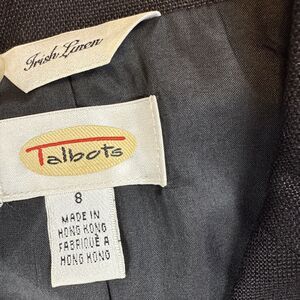 Irish Linen
Talbots
8
MADE IN
HONG KONG
FABRIQUÉ A
HONG KONG